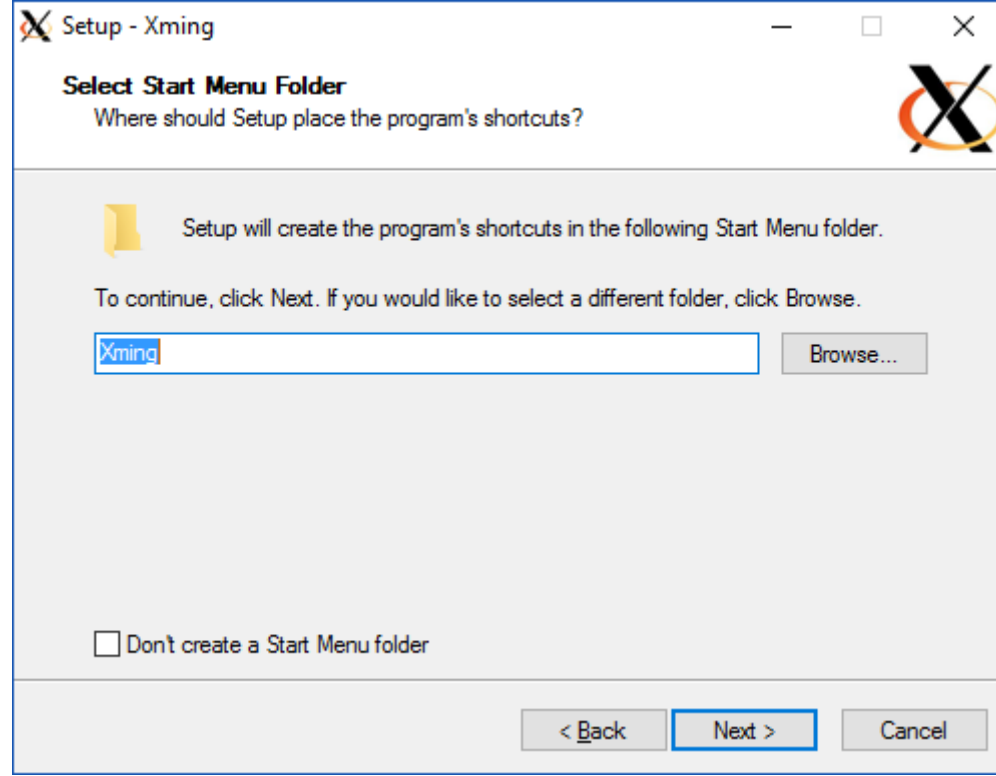 Setup - Xming
Select Start Menu Folder
Where should Setup place the program's shortcuts?
Setup will create the program's shortcuts in the following Start Menu folder.
To continue, click Next. If you would like to select a different folder, click Browse.
Xming
Browse...
Don't create a Start Menu folder
< Back
Next >
Cancel